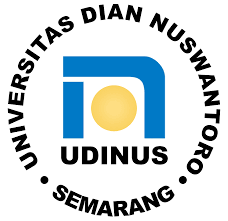 UNIVERSITAS DIAN NUSWANTORO
UDINUS
• SEMARANG •